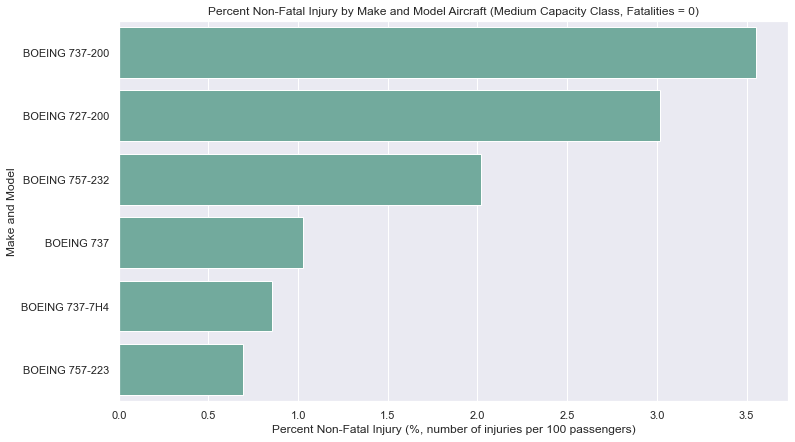 Percent Non-Fatal Injury by Make and Model Aircraft (Medium Capacity Class, Fatalities = 0)
Make and Model
BOEING 737-200
BOEING 727-200
BOEING 757-232
BOEING 737
BOEING 737-7H4
BOEING 757-223
0.0 0.5 1.0 1.5 2.0 2.5 3.0 3.5
Percent Non-Fatal Injury (%, number of injuries per 100 passengers)